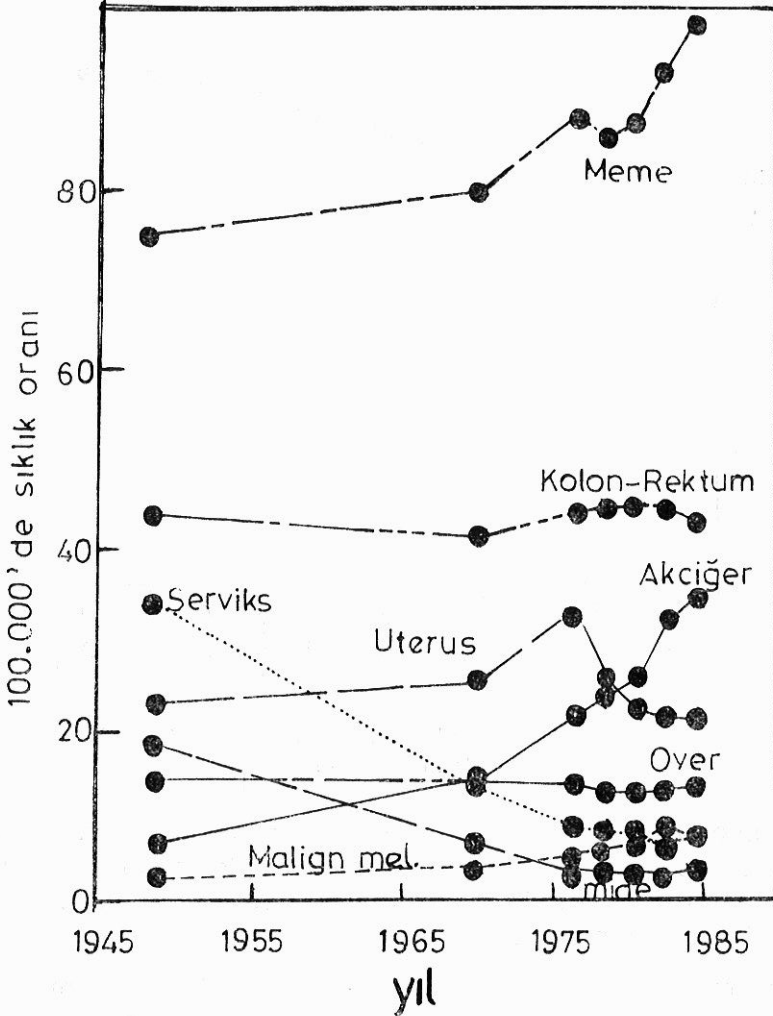 80
Meme
60
Kolon-Rektum
40
Akciğer
Serviks
Uterus
20
Over
Malign mel.
mide
0
1945 1955 1965 1975 1985
yıl
100.000'de sıklık oranı